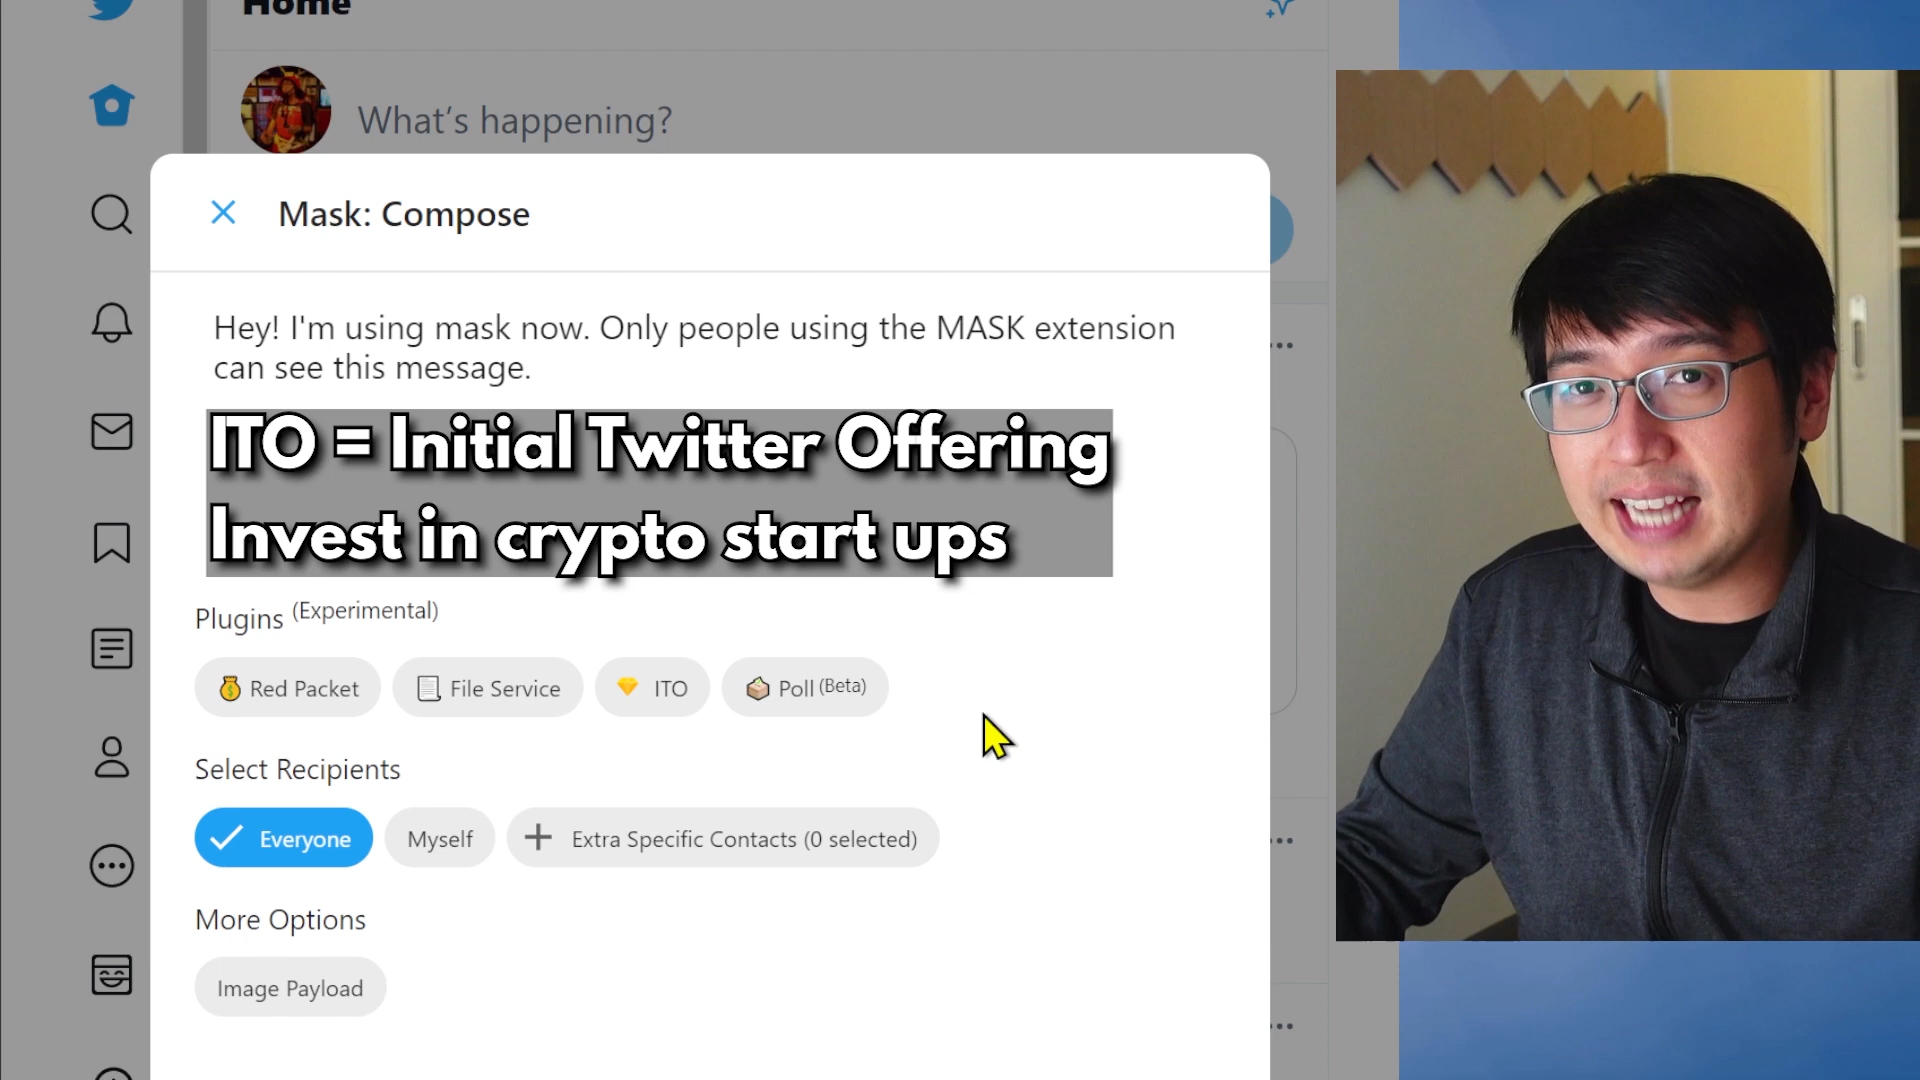 Home
What's happening?
Mask: Compose
Hey! I'm using mask now. Only people using the MASK extension
can see this message.
ITO = Initial Twitter Offering
Invest in crypto start ups
Plugins (Experimental)
Red Packet File Service ITO Poll (Beta)
Select Recipients
Everyone Myself Extra Specific Contacts (0 selected)
More Options
Image Payload